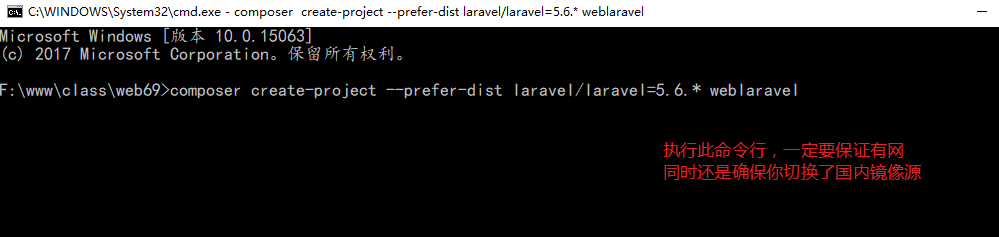 C:\WINDOWS\System32\cmd.exe - composer  create-project --prefer-dist laravel/laravel=5.6.* weblaravel
Microsoft Windows [版本 10.0.15063]
(c) 2017 Microsoft Corporation。保留所有权利。
F:\www\class\web69>composer create-project --prefer-dist laravel/laravel=5.6.* weblaravel
执行此命令行，一定要保证有网
同时还是确保你切换了国内镜像源